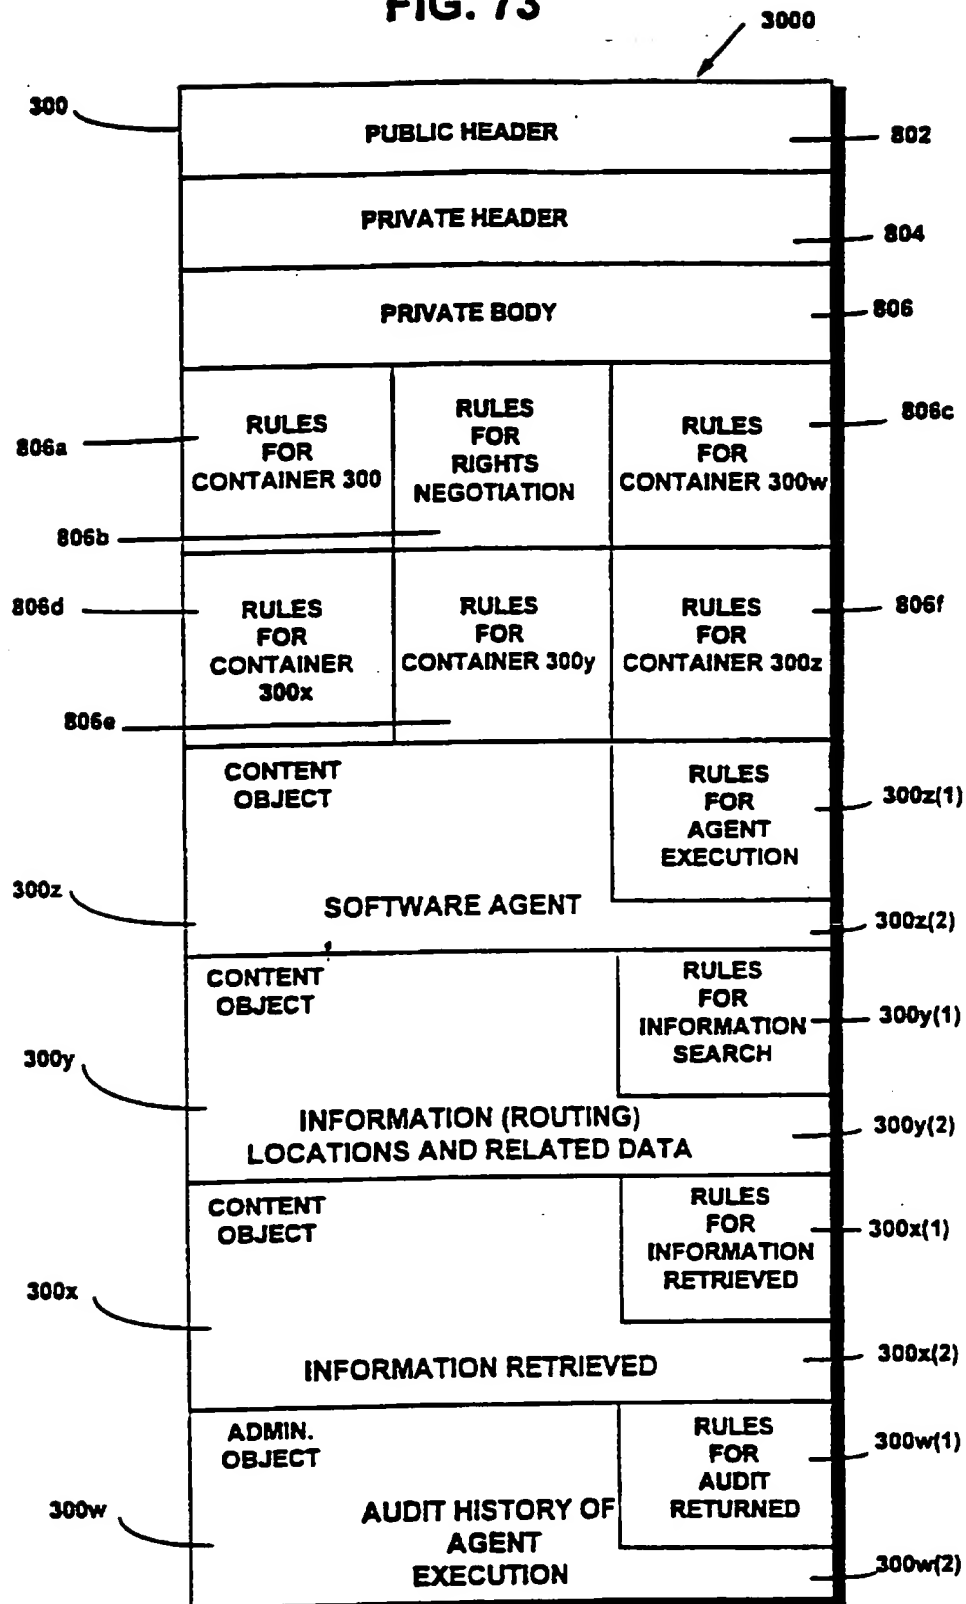 FIG. 73
3000
300
PUBLIC HEADER
802
PRIVATE HEADER
804
PRIVATE BODY
806
806a
RULES
FOR
CONTAINER 300
806b
RULES
FOR
RIGHTS
NEGOTIATION
806c
RULES
FOR
CONTAINER 300w
806d
RULES
FOR
CONTAINER
300x
806e
RULES
FOR
CONTAINER 300y
806f
RULES
FOR
CONTAINER 300z
CONTENT
OBJECT
RULES
FOR
AGENT
EXECUTION
300z(1)
300z
SOFTWARE AGENT
300z(2)
CONTENT
OBJECT
RULES
FOR
INFORMATION
SEARCH
300y(1)
300y
INFORMATION (ROUTING)
LOCATIONS AND RELATED DATA
300y(2)
CONTENT
OBJECT
RULES
FOR
INFORMATION
RETRIEVED
300x(1)
300x
INFORMATION RETRIEVED
300x(2)
ADMIN.
OBJECT
RULES
FOR
AUDIT
RETURNED
300w(1)
300w
AUDIT HISTORY OF
AGENT
EXECUTION
300w(2)